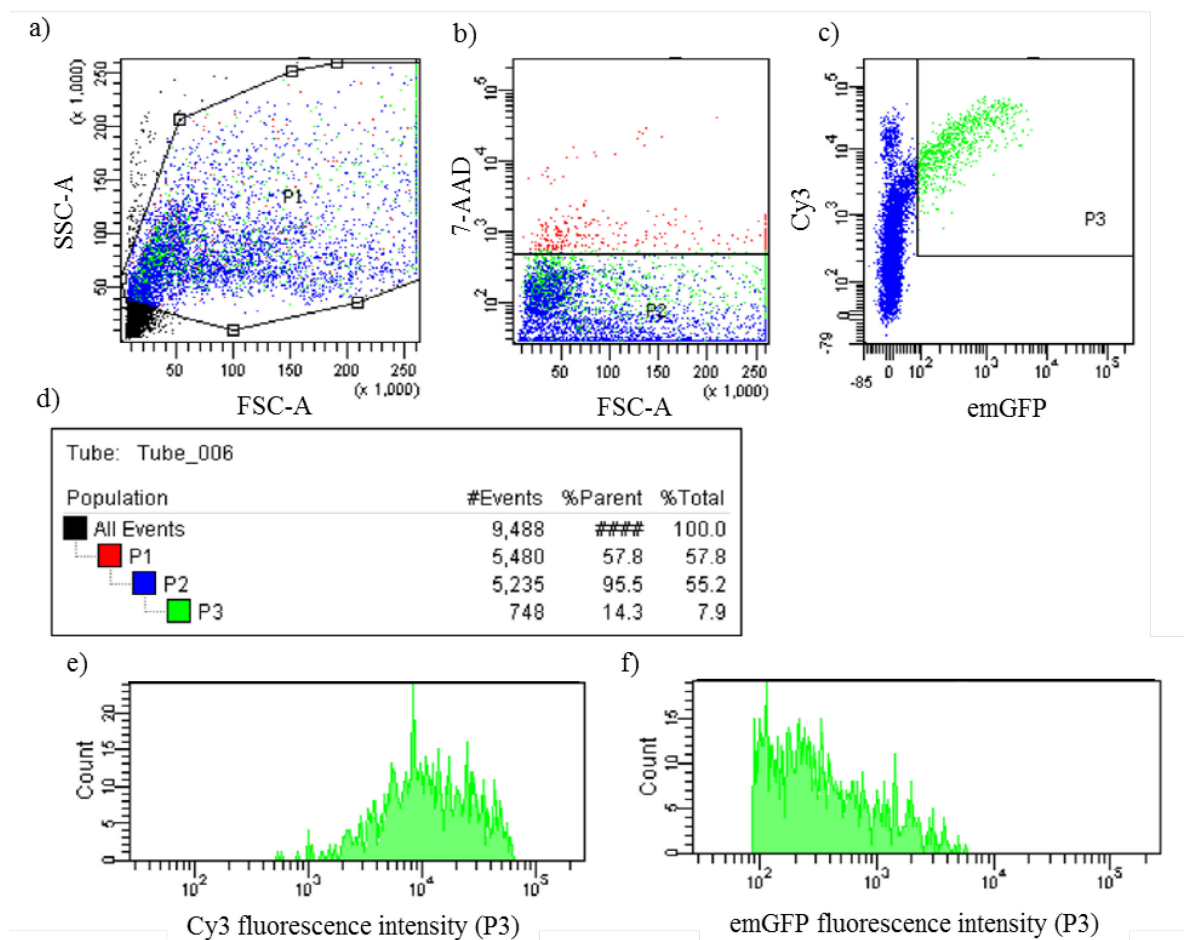 a)
SSC-A
(x 1,000)
50 100 150 200 250
P1
50 100 150 200 250
(x 1,000)
FSC-A
b)
7-AAD
10^2 10^3 10^4 10^5
P2
50 100 150 200 250
(x 1,000)
FSC-A
c)
Cy3
-79 0 10^2 10^3 10^4 10^5
P3
-85 0 10^2 10^3 10^4 10^5
emGFP
d)
Tube: Tube_006
Population #Events %Parent %Total
All Events 9,488 #### 100.0
P1 5,480 57.8 57.8
P2 5,235 95.5 55.2
P3 748 14.3 7.9
e)
Count
0 5 10 15 20
10^2 10^3 10^4 10^5
Cy3 fluorescence intensity (P3)
f)
Count
0 5 10 15
10^2 10^3 10^4 10^5
emGFP fluorescence intensity (P3)